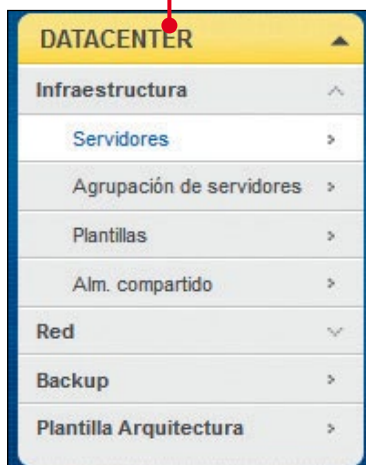 DATACENTER
Infraestructura
Servidores
Agrupación de servidores
Plantillas
Alm. compartido
Red
Backup
Plantilla Arquitectura